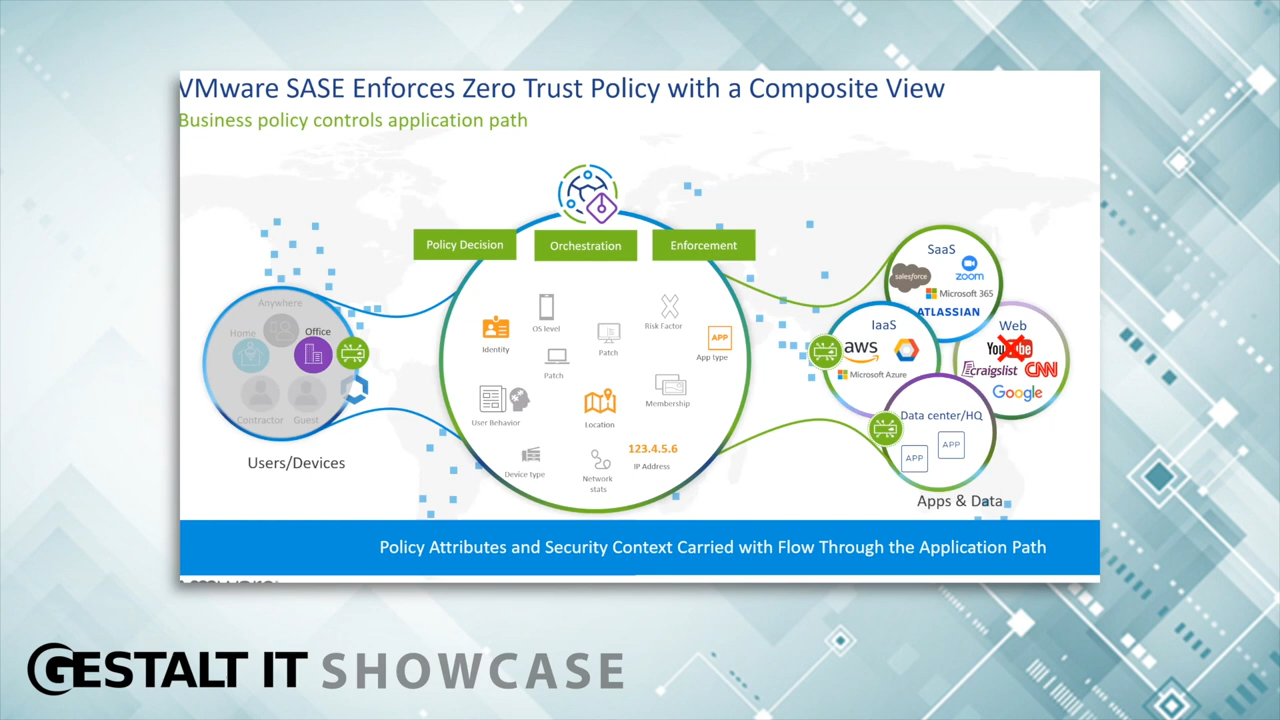 VMware SASE Enforces Zero Trust Policy with a Composite View
Business policy controls application path
Policy Decision
Orchestration
Enforcement
Anywhere
Home
Office
Contractor
Guest
Users/Devices
Identity
OS level
Patch
Patch
Risk Factor
APP
App type
User Behavior
Location
Membership
Device type
Network
stats
123.4.5.6
IP Address
SaaS
salesforce
zoom
Microsoft 365
ATLASSIAN
IaaS
aws
Microsoft Azure
Web
YouTube
craigslist
CNN
Google
Data center/HQ
APP
APP
Apps & Data
Policy Attributes and Security Context Carried with Flow Through the Application Path
GESTALT IT SHOWCASE